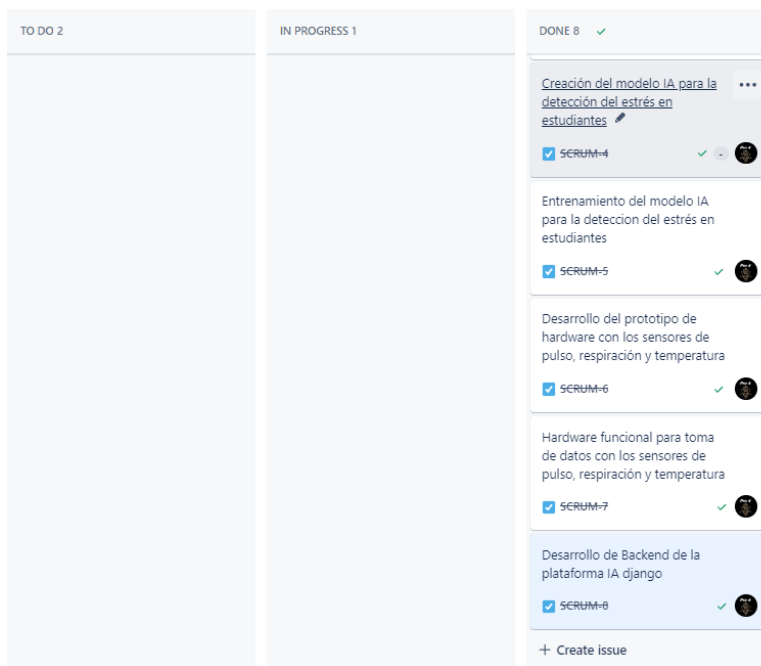 TO DO 2
IN PROGRESS 1
DONE 8
Creación del modelo IA para la
detección del estrés en
estudiantes
SCRUM-4
-
Entrenamiento del modelo IA
para la deteccion del estrés en
estudiantes
SCRUM-5
Desarrollo del prototipo de
hardware con los sensores de
pulso, respiración y temperatura
SCRUM-6
Hardware funcional para toma
de datos con los sensores de
pulso, respiración y temperatura
SCRUM-7
Desarrollo de Backend de la
plataforma IA django
SCRUM-8
+ Create issue